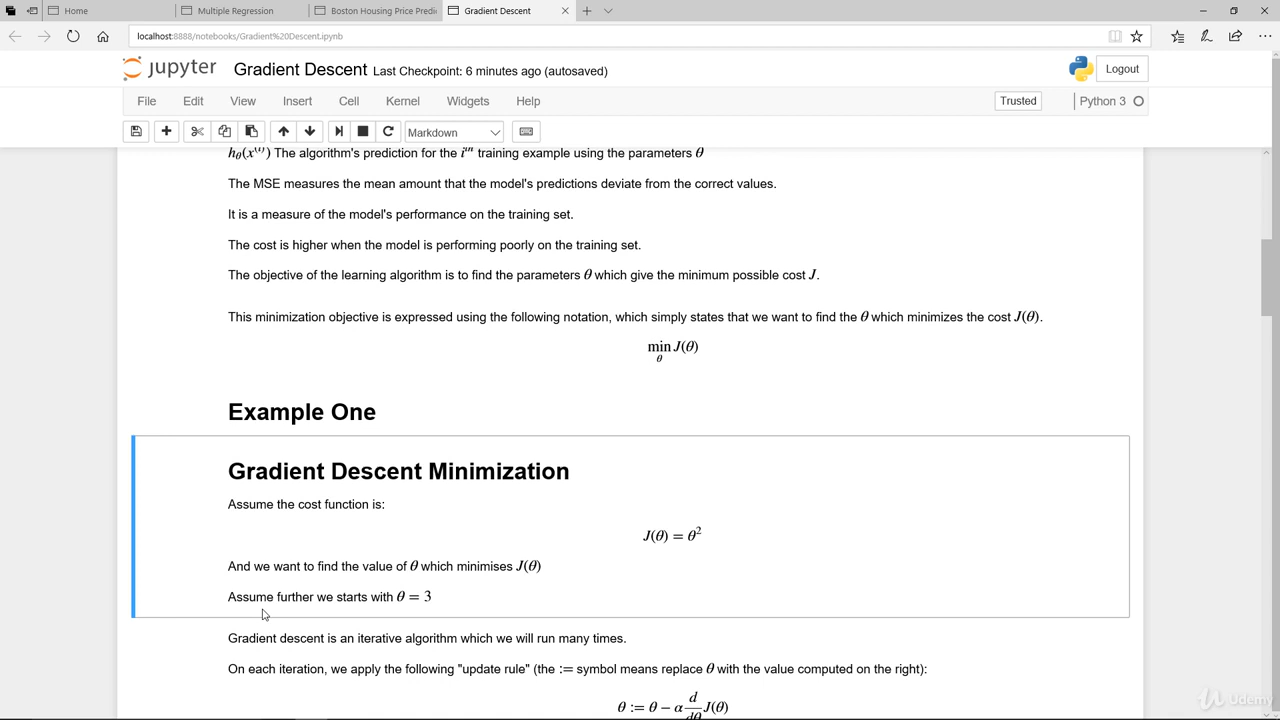 Home
Multiple Regression
Boston Housing Price Predi
Gradient Descent
localhost:8888/notebooks/Gradient%20Descent.ipynb
jupyter Gradient Descent Last Checkpoint: 6 minutes ago (autosaved)
Logout
File Edit View Insert Cell Kernel Widgets Help
Trusted Python 3
Markdown
hθ(x⁽ⁱ⁾) The algorithm's prediction for the iᵗʰ training example using the parameters θ
The MSE measures the mean amount that the model's predictions deviate from the correct values.
It is a measure of the model's performance on the training set.
The cost is higher when the model is performing poorly on the training set.
The objective of the learning algorithm is to find the parameters θ which give the minimum possible cost J.
This minimization objective is expressed using the following notation, which simply states that we want to find the θ which minimizes the cost J(θ).
min J(θ)
θ
Example One
Gradient Descent Minimization
Assume the cost function is:
J(θ) = θ²
And we want to find the value of θ which minimises J(θ)
Assume further we starts with θ = 3
Gradient descent is an iterative algorithm which we will run many times.
On each iteration, we apply the following "update rule" (the := symbol means replace θ with the value computed on the right):
θ := θ − α d/dθ J(θ)
Udemy